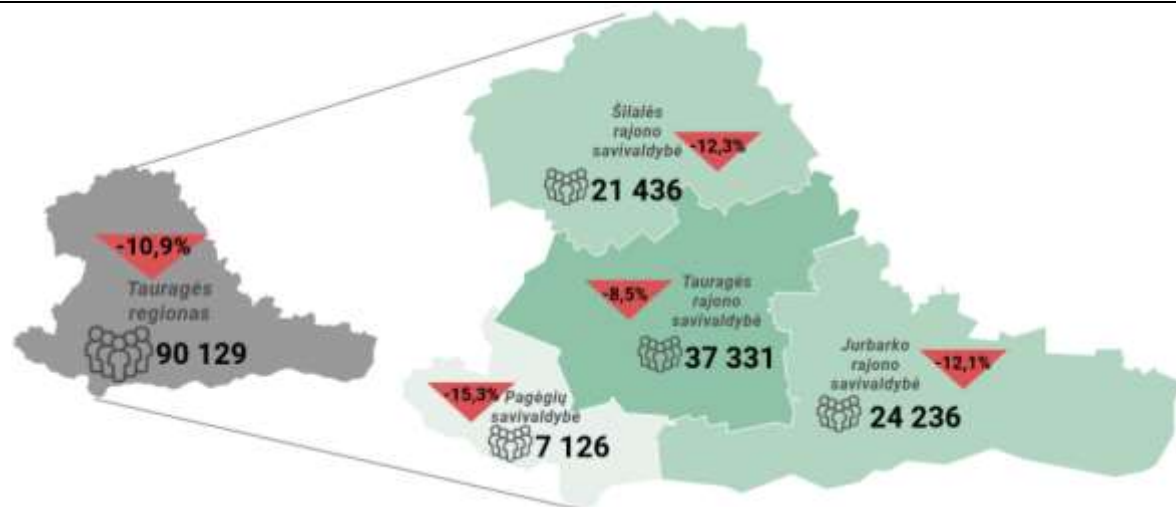 Šilalės
rajono
savivaldybė
-12,3%
21 436
-10,9%
Tauragės
regionas
90 129
-8,5%
Tauragės
rajono
savivaldybė
37 331
Jurbarko
rajono
savivaldybė
-12,1%
24 236
-15,3%
Pagėgių
savivaldybė
7 126